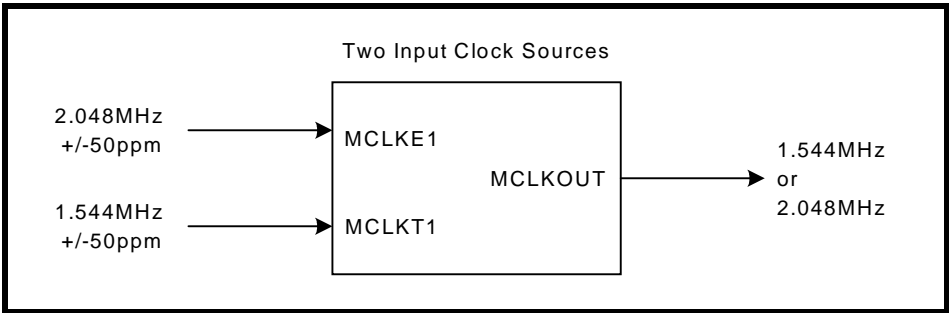 Two Input Clock Sources
2.048MHz
+/-50ppm
MCLKE1
MCLKOUT
1.544MHz
or
2.048MHz
1.544MHz
+/-50ppm
MCLKT1